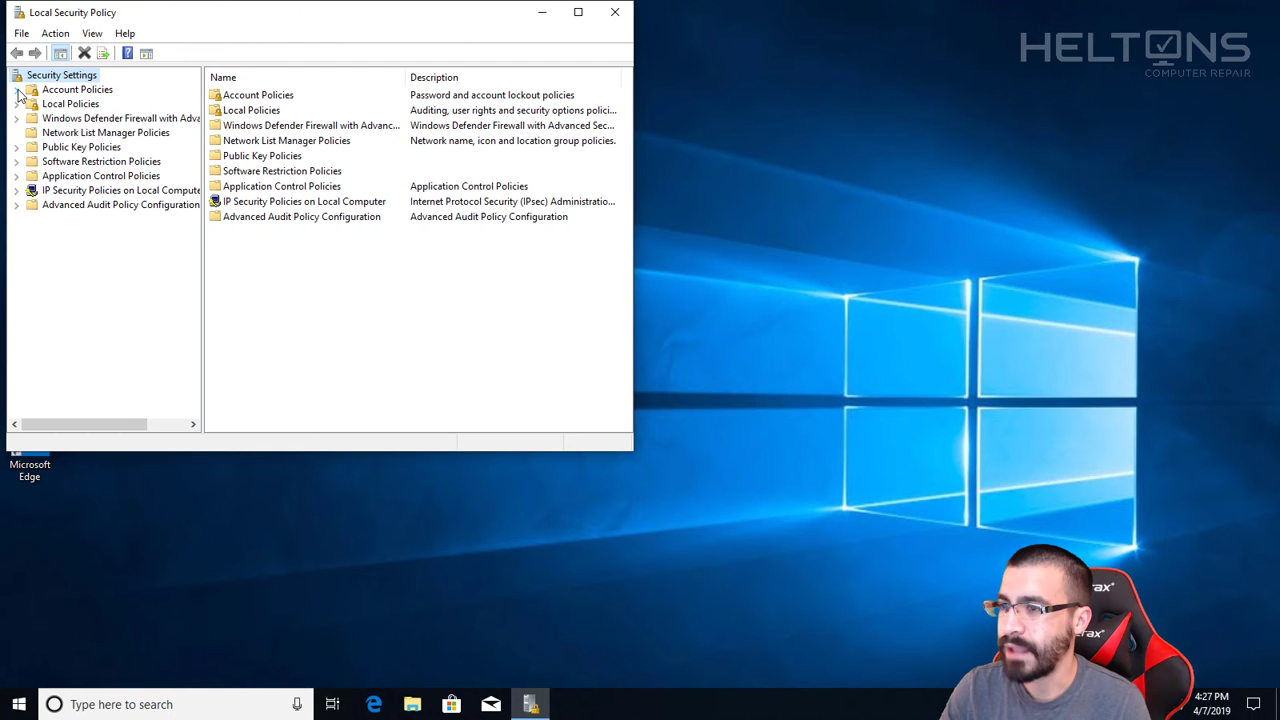 Local Security Policy
File Action View Help
HELTONS
COMPUTER REPAIR
Security Settings
Account Policies
Local Policies
Windows Defender Firewall with Adva
Network List Manager Policies
Public Key Policies
Software Restriction Policies
Application Control Policies
IP Security Policies on Local Compute
Advanced Audit Policy Configuration
Name Description
Account Policies Password and account lockout policies
Local Policies Auditing, user rights and security options polici...
Windows Defender Firewall with Advanc... Windows Defender Firewall with Advanced Sec...
Network List Manager Policies Network name, icon and location group policies.
Public Key Policies
Software Restriction Policies
Application Control Policies Application Control Policies
IP Security Policies on Local Computer Internet Protocol Security (IPsec) Administratio...
Advanced Audit Policy Configuration Advanced Audit Policy Configuration
Microsoft
Edge
Type here to search
4:27 PM
4/7/2019